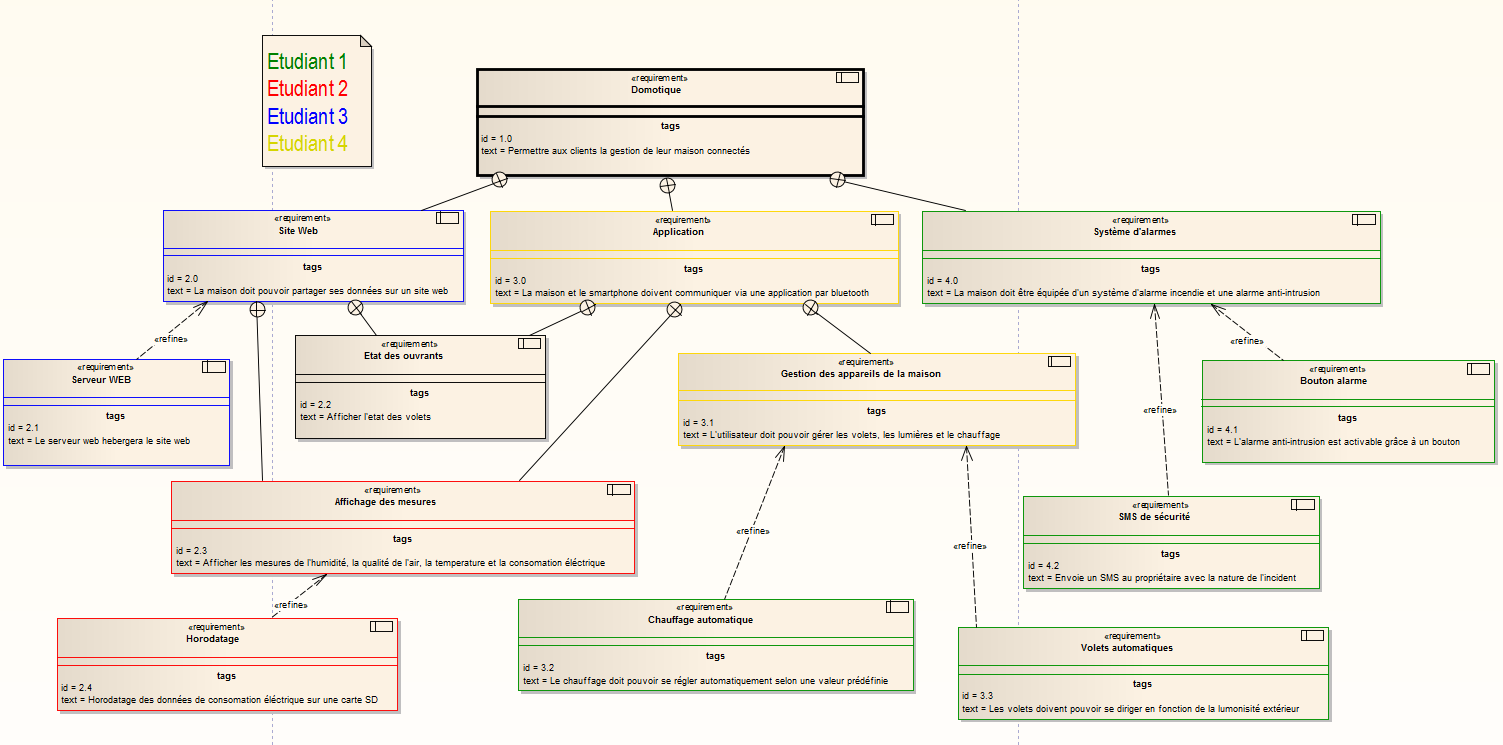 Etudiant 1
Etudiant 2
Etudiant 3
Etudiant 4
«requirement»
Domotique
tags
id = 1.0
text = Permettre aux clients la gestion de leur maison connectés
«requirement»
Site Web
tags
id = 2.0
text = La maison doit pouvoir partager ses données sur un site web
«requirement»
Application
tags
id = 3.0
text = La maison et le smartphone doivent communiquer via une application par bluetooth
«requirement»
Système d'alarmes
tags
id = 4.0
text = La maison doit être équipée d'un système d'alarme incendie et une alarme anti-intrusion
«refine»
«requirement»
Serveur WEB
tags
id = 2.1
text = Le serveur web hebergera le site web
«requirement»
Etat des ouvrants
tags
id = 2.2
text = Afficher l'etat des volets
«requirement»
Gestion des appareils de la maison
tags
id = 3.1
text = L'utilisateur doit pouvoir gérer les volets, les lumières et le chauffage
«refine»
«refine»
«requirement»
Bouton alarme
tags
id = 4.1
text = L'alarme anti-intrusion est activable grâce à un bouton
«requirement»
Affichage des mesures
tags
id = 2.3
text = Afficher les mesures de l'humidité, la qualité de l'air, la temperature et la consomation éléctrique
«requirement»
SMS de sécurité
tags
id = 4.2
text = Envoie un SMS au propriétaire avec la nature de l'incident
«refine»
«refine»
«refine»
«requirement»
Horodatage
tags
id = 2.4
text = Horodatage des données de consomation éléctrique sur une carte SD
«requirement»
Chauffage automatique
tags
id = 3.2
text = Le chauffage doit pouvoir se régler automatiquement selon une valeur prédéfinie
«requirement»
Volets automatiques
tags
id = 3.3
text = Les volets doivent pouvoir se diriger en fonction de la lumonisité extérieur